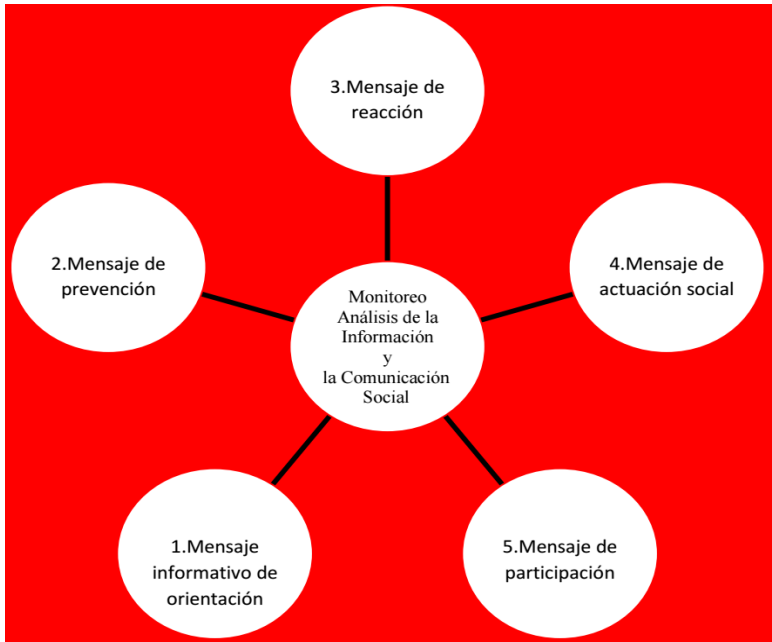 3.Mensaje de
reacción
2.Mensaje de
prevención
4.Mensaje de
actuación social
Monitoreo
Análisis de la
Información
y
la Comunicación
Social
1.Mensaje
informativo de
orientación
5.Mensaje de
participación